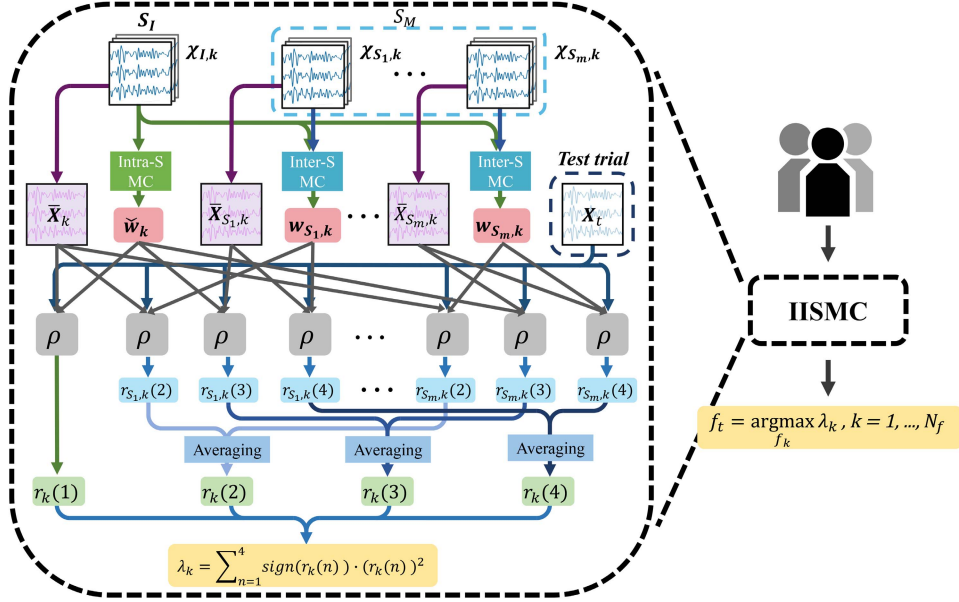 S_I
S_M
χ_{I,k}
χ_{S_1,k}
...
χ_{S_m,k}
Intra-S
MC
Inter-S
MC
Inter-S
MC
Test trial
X̅_k
w̌_k
X̅_{S_1,k}
w_{S_1,k}
...
X̅_{S_m,k}
w_{S_m,k}
X_t
ρ ρ ρ ρ ... ρ ρ ρ
r_{S_1,k}(2) r_{S_1,k}(3) r_{S_1,k}(4) ... r_{S_m,k}(2) r_{S_m,k}(3) r_{S_m,k}(4)
Averaging Averaging Averaging
r_k(1) r_k(2) r_k(3) r_k(4)
λ_k = ∑_{n=1}^{4} sign(r_k(n)) · (r_k(n))²
IISMC
f_t = argmax_{f_k} λ_k , k = 1, ..., N_f